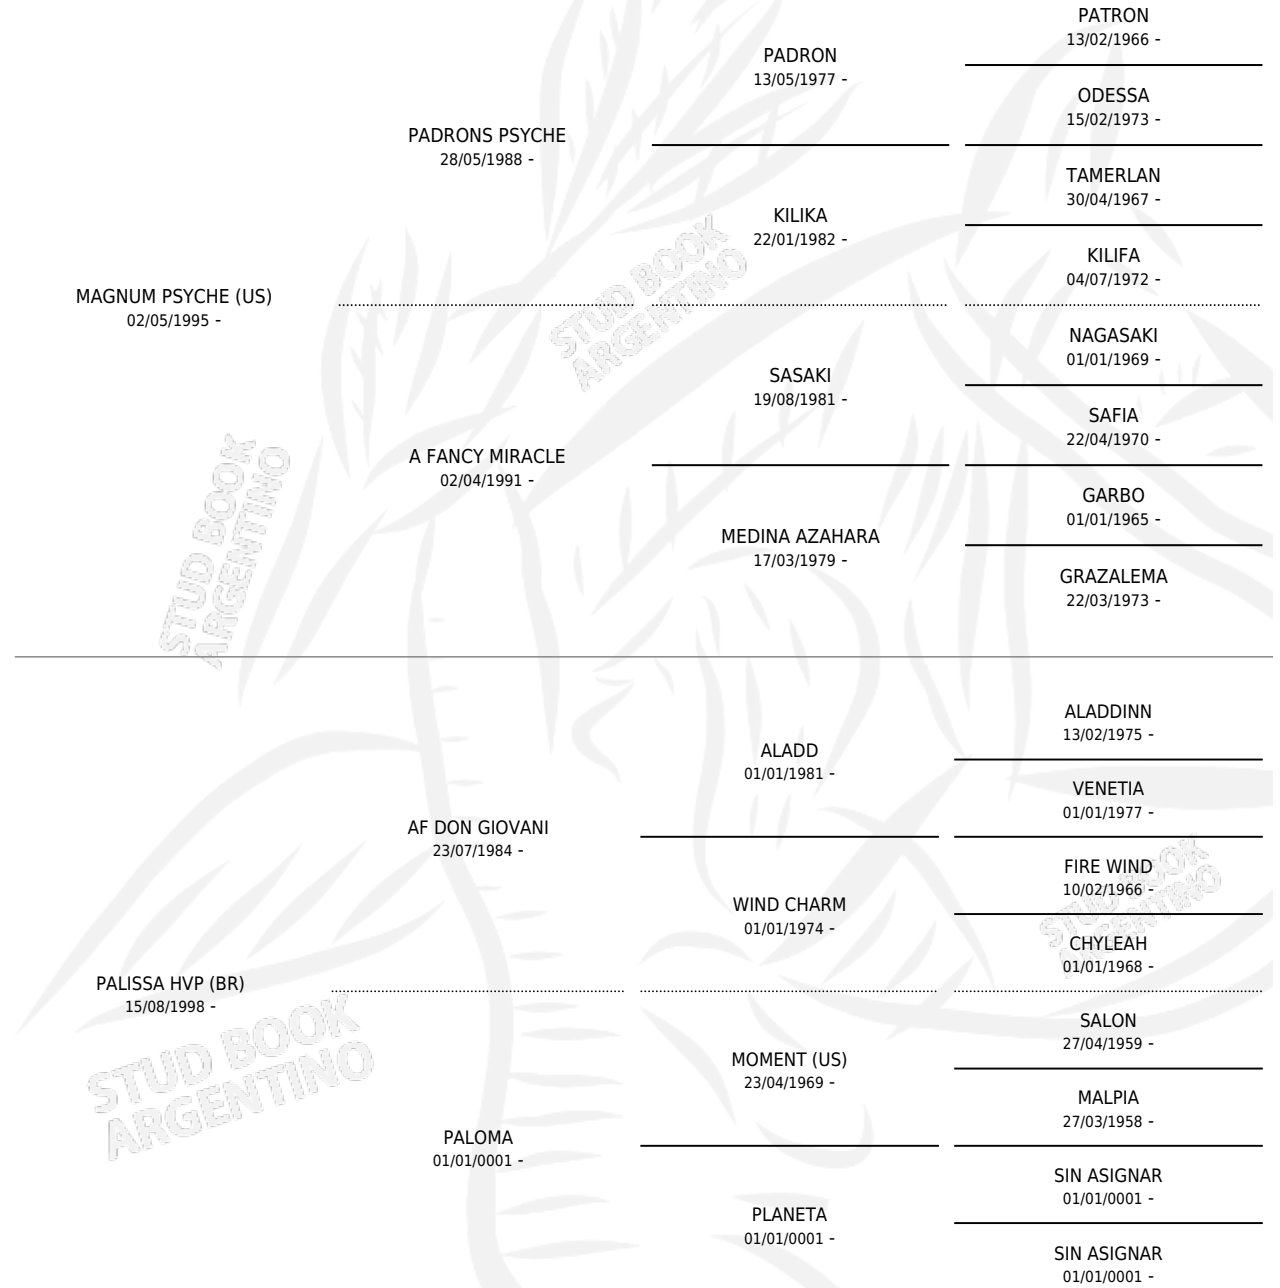 PATRON
13/02/1966 -
PADRON
13/05/1977 -
ODESSA
15/02/1973 -
PADRONS PSYCHE
28/05/1988 -
TAMERLAN
30/04/1967 -
KILIKA
22/01/1982 -
KILIFA
04/07/1972 -
MAGNUM PSYCHE (US)
02/05/1995 -
NAGASAKI
01/01/1969 -
SASAKI
19/08/1981 -
SAFIA
22/04/1970 -
A FANCY MIRACLE
02/04/1991 -
GARBO
01/01/1965 -
MEDINA AZAHARA
17/03/1979 -
GRAZALEMA
22/03/1973 -
ALADDINN
13/02/1975 -
ALADD
01/01/1981 -
VENETIA
01/01/1977 -
AF DON GIOVANI
23/07/1984 -
FIRE WIND
10/02/1966 -
WIND CHARM
01/01/1974 -
CHYLEAH
01/01/1968 -
PALISSA HVP (BR)
15/08/1998 -
SALON
27/04/1959 -
MOMENT (US)
23/04/1969 -
MALPIA
27/03/1958 -
PALOMA
01/01/0001 -
SIN ASIGNAR
01/01/0001 -
PLANETA
01/01/0001 -
SIN ASIGNAR
01/01/0001 -
STUD BOOK
ARGENTINO
STUD BOOK
ARGENTINO
STUD BOOK
ARGENTINO
STUD BOOK
ARGENTINO